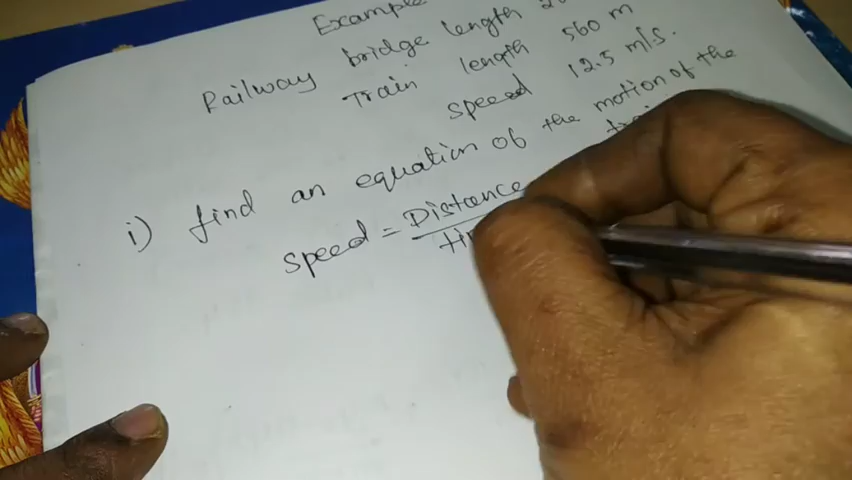 Example
Railway bridge length
Train length 560 m
speed 12.5 m/s.
i) find an equation of the motion of the
speed = Distance